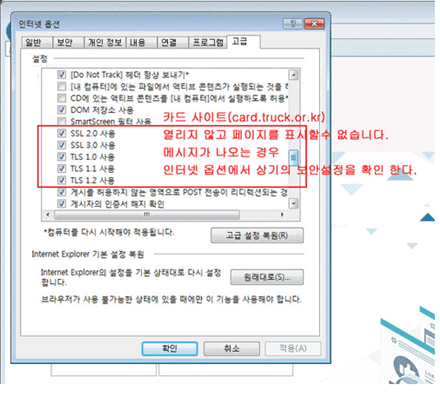 인터넷 옵션
일반 보안 개인 정보 내용 연결 프로그램 고급
설정
[Do Not Track] 헤더 항상 보내기*
[내 컴퓨터]에 있는 파일에서 액티브 콘텐츠가 실행되는 것을 허
CD에 있는 액티브 콘텐츠를 [내 컴퓨터]에서 실행하도록 허용*
DOM 저장소 사용
SmartScreen 필터 사용
SSL 2.0 사용
SSL 3.0 사용
TLS 1.0 사용
TLS 1.1 사용
TLS 1.2 사용
게시를 허용하지 않는 영역으로 POST 전송이 리디렉션되는 경
게시자의 인증서 해지 확인
카드 사이트(card.truck.or.kr)
열리지 않고 페이지를 표시할수 없습니다.
메시지가 나오는 경우
인터넷 옵션에서 상기의 보안설정을 확인 한다.
*컴퓨터를 다시 시작해야 적용됩니다.
고급 설정 복원(R)
Internet Explorer 기본 설정 복원
Internet Explorer의 설정을 기본 상태대로 다시 설정
합니다.
원래대로(S)...
브라우저가 사용 불가능한 상태에 있을 때에만 이 기능을 사용해야 합니다.
확인 취소 적용(A)